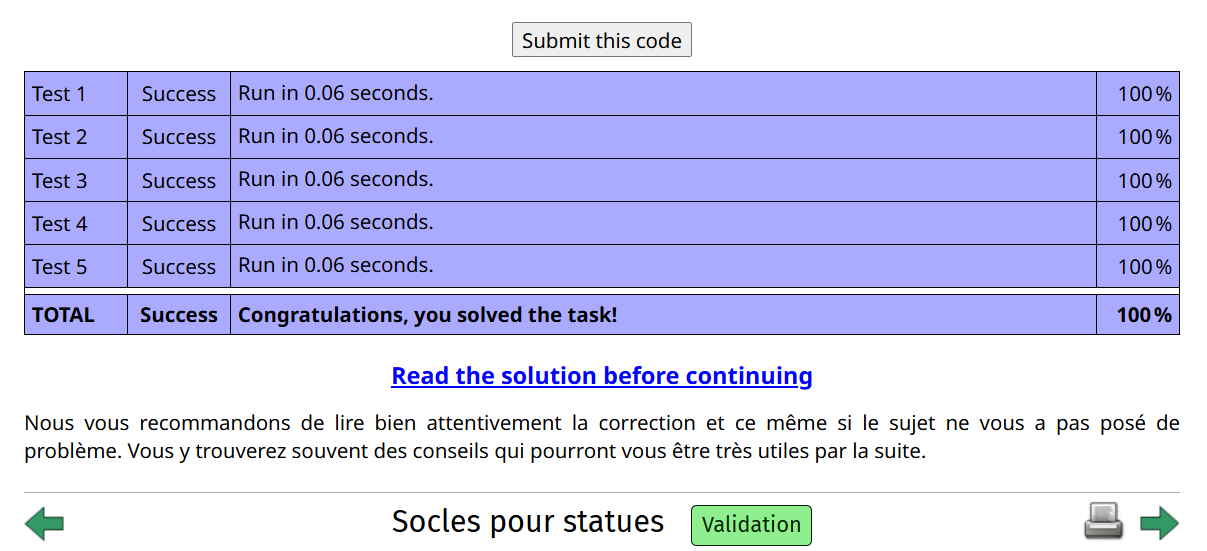 Submit this code
Test 1 Success Run in 0.06 seconds. 100 %
Test 2 Success Run in 0.06 seconds. 100 %
Test 3 Success Run in 0.06 seconds. 100 %
Test 4 Success Run in 0.06 seconds. 100 %
Test 5 Success Run in 0.06 seconds. 100 %
TOTAL Success Congratulations, you solved the task! 100 %
Read the solution before continuing
Nous vous recommandons de lire bien attentivement la correction et ce même si le sujet ne vous a pas posé de
problème. Vous y trouverez souvent des conseils qui pourront vous être très utiles par la suite.
Socles pour statues Validation